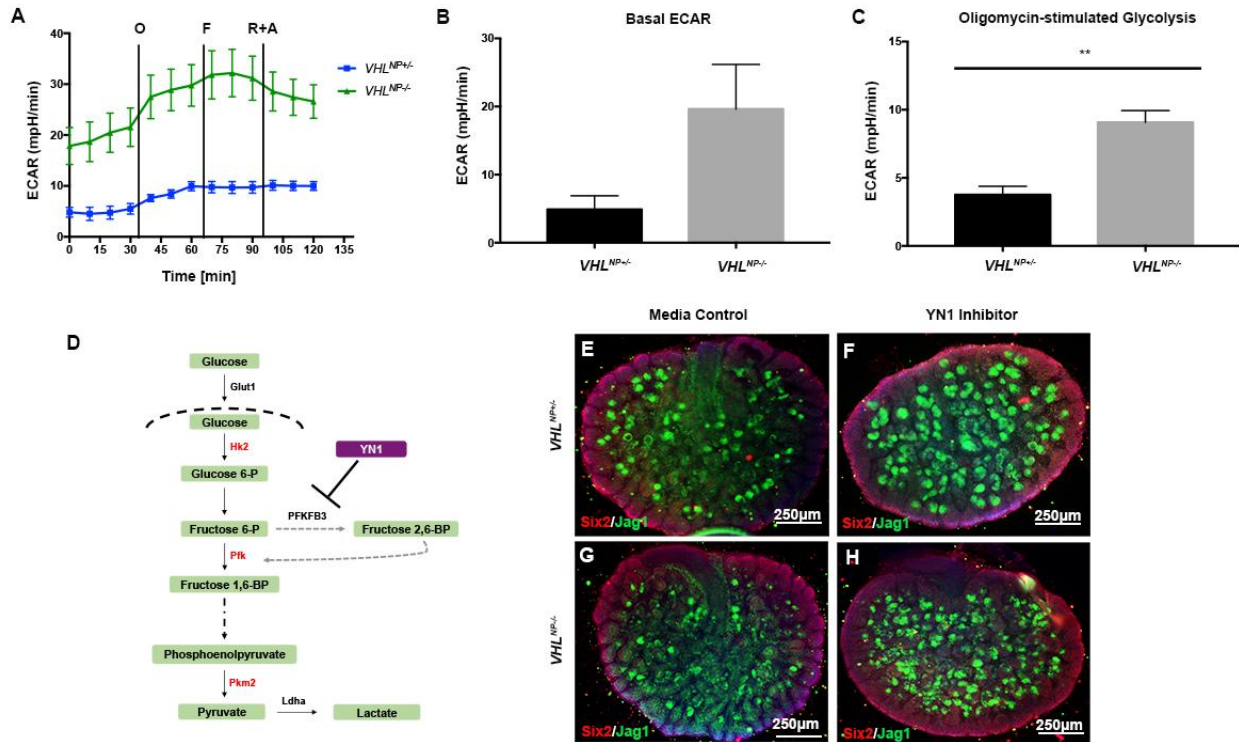 A
O
F
R+A
VHL^NP+/-
VHL^NP-/-
ECAR (mpH/min)
40
30
20
10
0
0 15 30 45 60 75 90 105 120 135
Time [min]
B
Basal ECAR
ECAR (mpH/min)
30
20
10
0
VHL^NP+/-
VHL^NP-/-
C
Oligomycin-stimulated Glycolysis
**
ECAR (mpH/min)
15
10
5
0
VHL^NP+/-
VHL^NP-/-
D
Glucose
Glut1
Glucose
Hk2
YN1
Glucose 6-P
PFKFB3
Fructose 6-P
Fructose 2,6-BP
Pfk
Fructose 1,6-BP
Phosphoenolpyruvate
Pkm2
Ldha
Pyruvate
Lactate
Media Control
YN1 Inhibitor
VHL^NP+/-
E
Six2/Jag1
250µm
F
Six2/Jag1
250µm
VHL^NP-/-
G
Six2/Jag1
250µm
H
Six2/Jag1
250µm